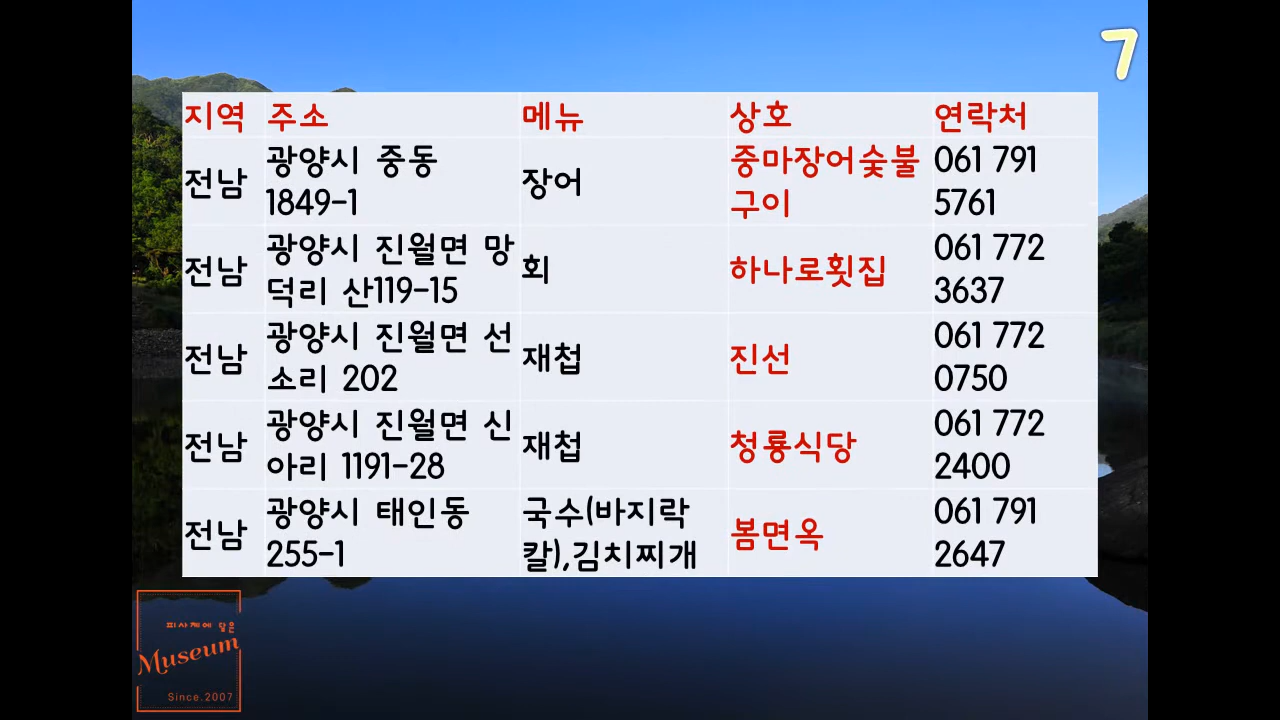 7
지역 주소 메뉴 상호 연락처
전남 광양시 중동 1849-1 장어 중마장어숯불구이 061 791 5761
전남 광양시 진월면 망덕리 산119-15 회 하나로횟집 061 772 3637
전남 광양시 진월면 선소리 202 재첩 진선 061 772 0750
전남 광양시 진월면 신아리 1191-28 재첩 청룡식당 061 772 2400
전남 광양시 태인동 255-1 국수(바지락칼),김치찌개 봄면옥 061 791 2647
피사체에 닮은
Museum
Since.2007